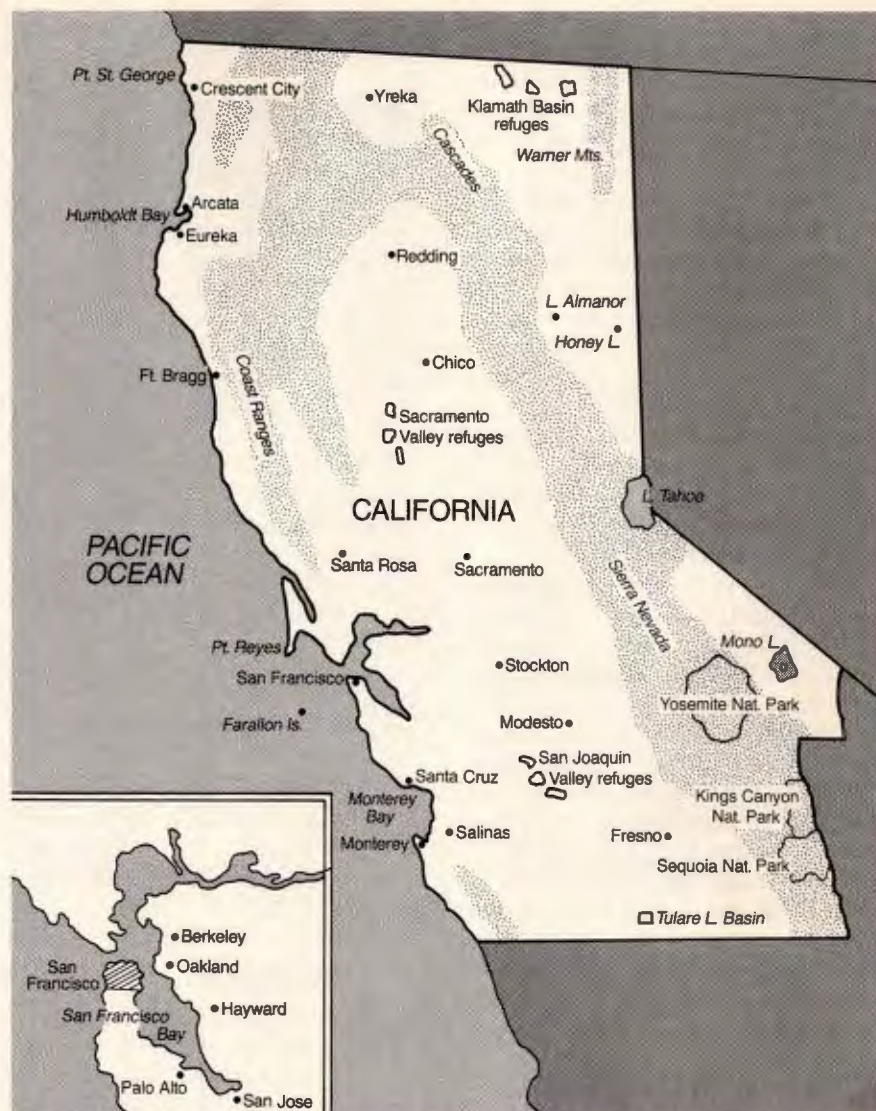 Pt. St. George
Crescent City
Yreka
Klamath Basin
refuges
Warner Mts.
Cascades
Arcata
Humboldt Bay
Eureka
Redding
L. Almanor
Honey L.
Chico
Ft. Bragg
Coast Ranges
Sacramento
Valley refuges
L. Tahoe
CALIFORNIA
PACIFIC
OCEAN
Santa Rosa
Sacramento
Sierra Nevada
Pt. Reyes
Mono L.
Stockton
San Francisco
Yosemite Nat. Park
Farallon Is.
Modesto
San Joaquin
Valley refuges
Santa Cruz
Kings Canyon
Nat. Park
Monterey
Bay
Salinas
Fresno
Monterey
Sequoia Nat. Park
Tulare L. Basin
Berkeley
Oakland
San
Francisco
Hayward
San Francisco
Bay
Palo Alto
San Jose